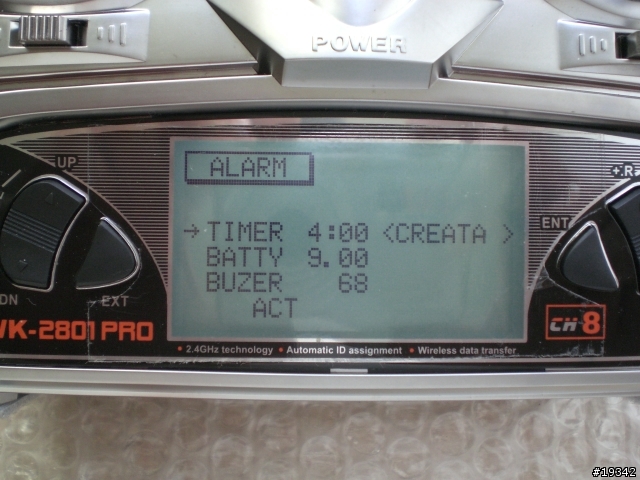 POWER
UP
+.R
ALARM
→ TIMER 4:00 <CREATA >
BATTY 9.00
BUZER 68
ACT
ENT
DN
EXT
WK-2801 PRO
CH-8
• 2.4GHz technology • Automatic ID assignment • Wireless data transfer
#19342